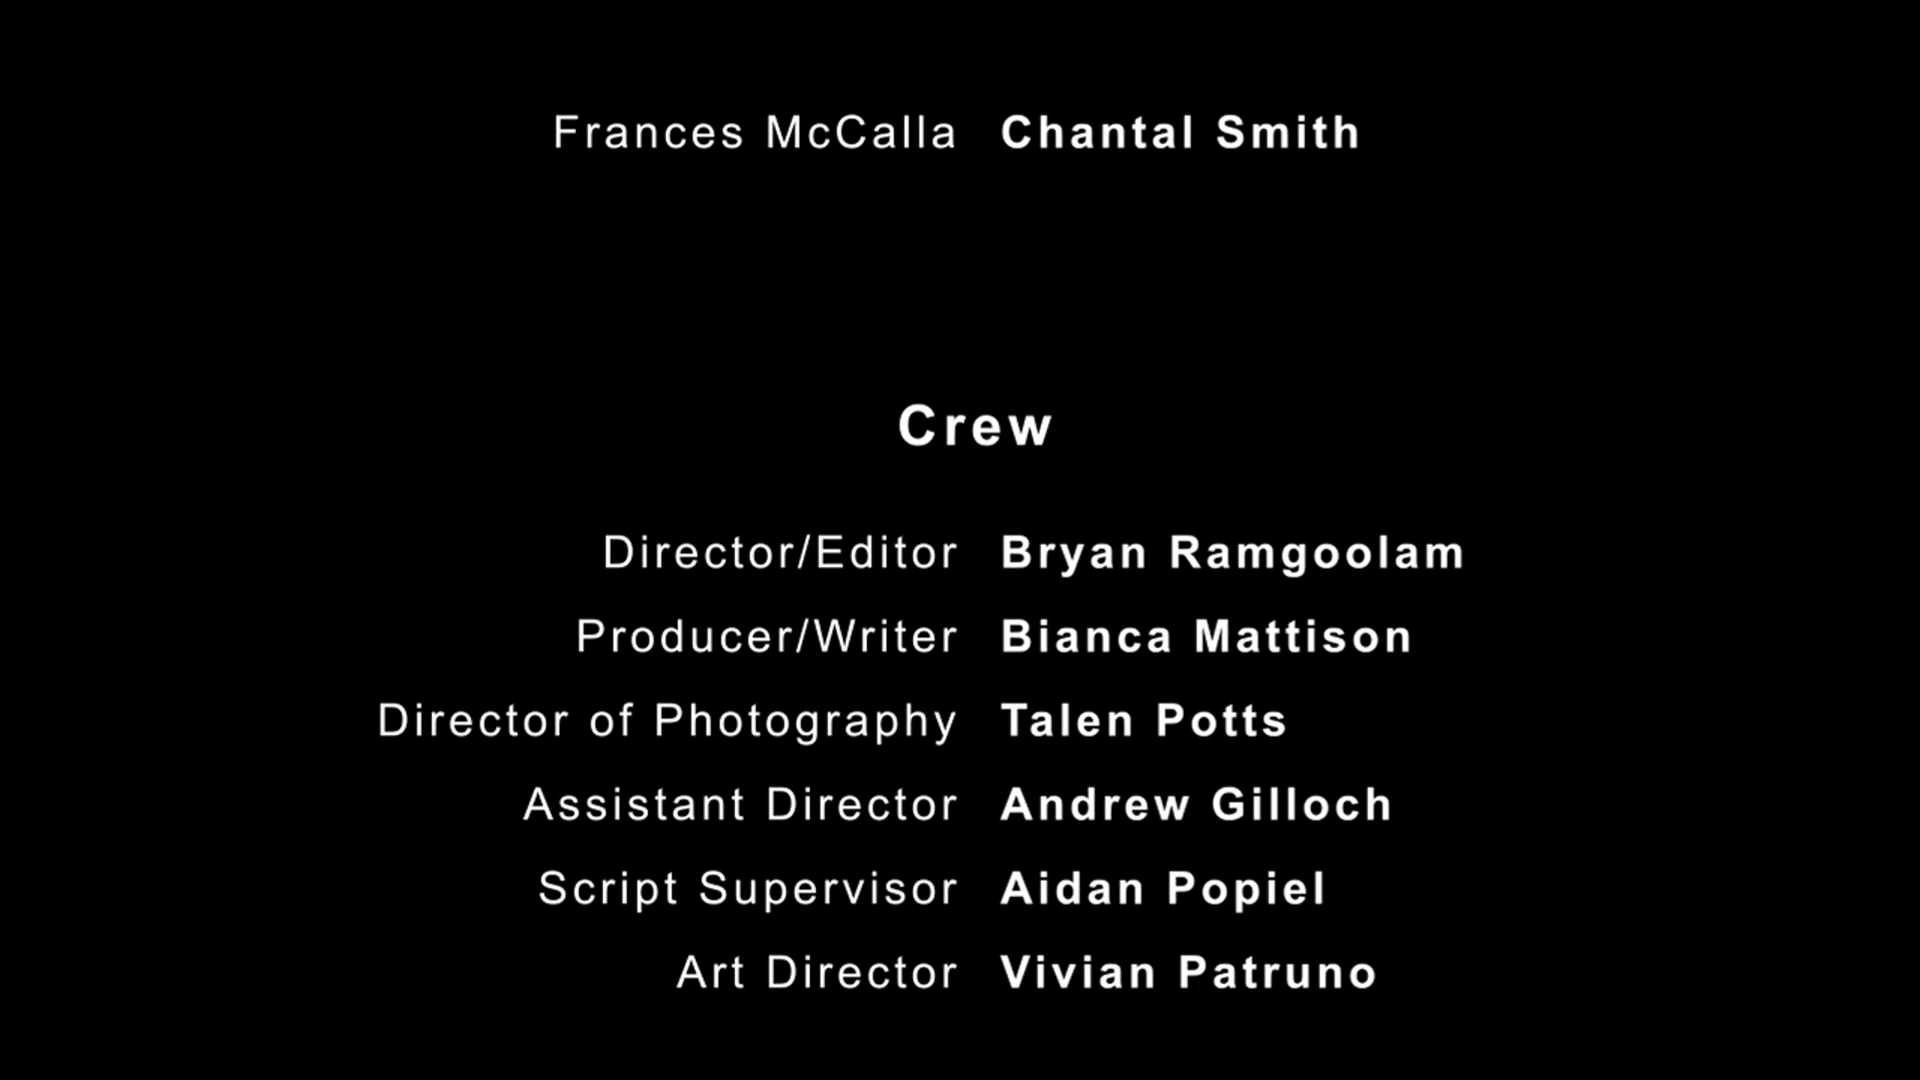 Frances McCalla Chantal Smith
Crew
Director/Editor Bryan Ramgoolam
Producer/Writer Bianca Mattison
Director of Photography Talen Potts
Assistant Director Andrew Gilloch
Script Supervisor Aidan Popiel
Art Director Vivian Patruno